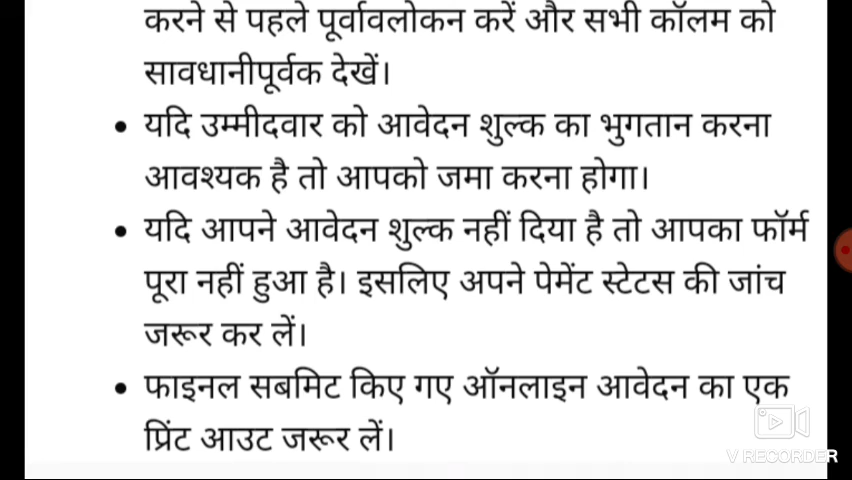 करने से पहले पूर्वावलोकन करें और सभी कॉलम को
सावधानीपूर्वक देखें।
• यदि उम्मीदवार को आवेदन शुल्क का भुगतान करना
आवश्यक है तो आपको जमा करना होगा।
• यदि आपने आवेदन शुल्क नहीं दिया है तो आपका फॉर्म
पूरा नहीं हुआ है। इसलिए अपने पेमेंट स्टेटस की जांच
जरूर कर लें।
• फाइनल सबमिट किए गए ऑनलाइन आवेदन का एक
प्रिंट आउट जरूर लें।
V RECORDER